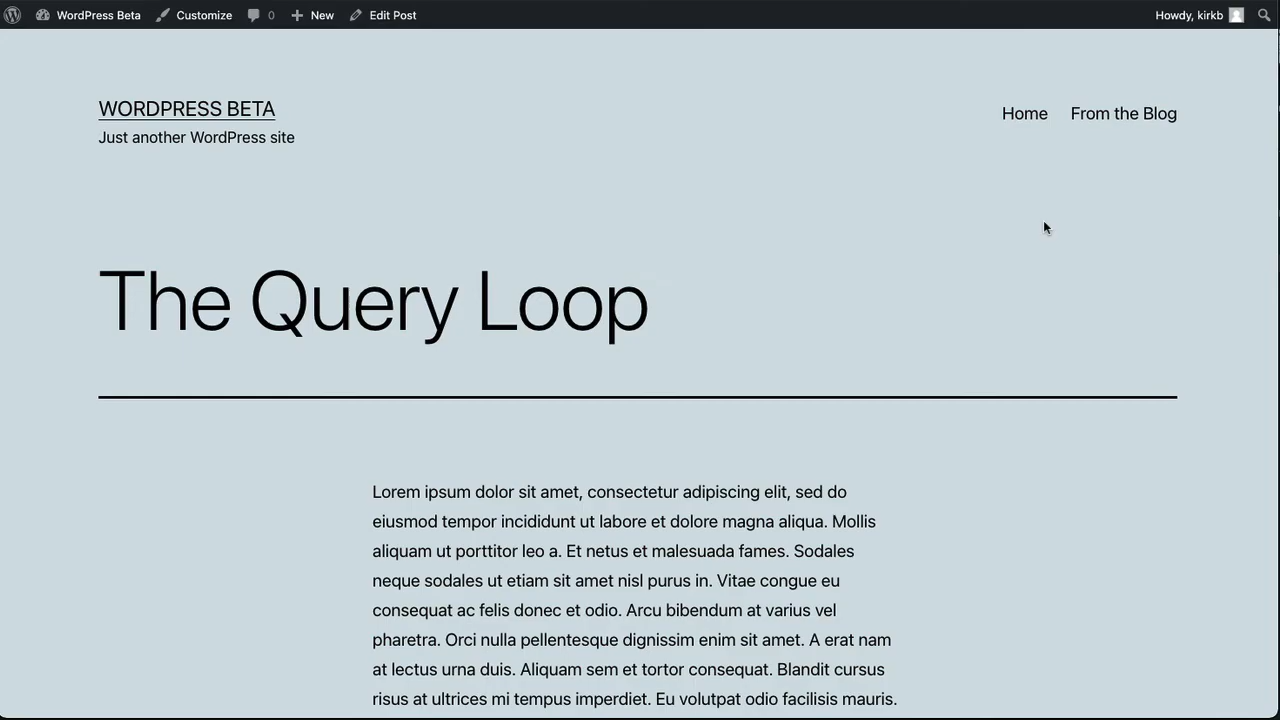 WordPress Beta Customize 0 New Edit Post Howdy, kirkb
WORDPRESS BETA
Just another WordPress site
Home From the Blog
The Query Loop
Lorem ipsum dolor sit amet, consectetur adipiscing elit, sed do
eiusmod tempor incididunt ut labore et dolore magna aliqua. Mollis
aliquam ut porttitor leo a. Et netus et malesuada fames. Sodales
neque sodales ut etiam sit amet nisl purus in. Vitae congue eu
consequat ac felis donec et odio. Arcu bibendum at varius vel
pharetra. Orci nulla pellentesque dignissim enim sit amet. A erat nam
at lectus urna duis. Aliquam sem et tortor consequat. Blandit cursus
risus at ultrices mi tempus imperdiet. Eu volutpat odio facilisis mauris.